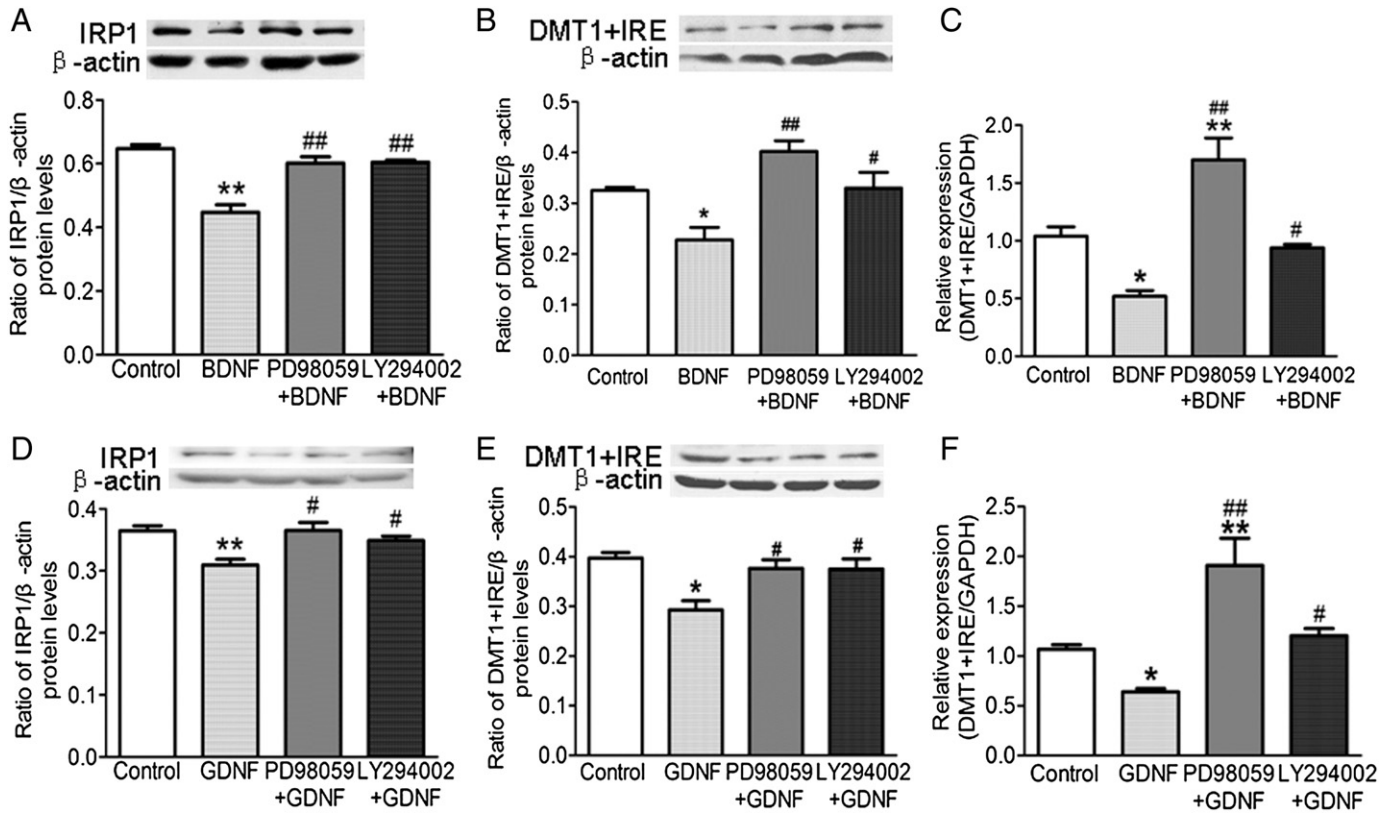 A
IRP1
β-actin
Ratio of IRP1/β-actin
protein levels
0.8
0.6
0.4
0.2
0.0
**
##
##
Control
BDNF
PD98059
+BDNF
LY294002
+BDNF
B
DMT1+IRE
β-actin
Ratio of DMT1+IRE/β-actin
protein levels
0.5
0.4
0.3
0.2
0.1
0.0
*
##
#
Control
BDNF
PD98059
+BDNF
LY294002
+BDNF
C
Relative expression
(DMT1+IRE/GAPDH)
2.0
1.5
1.0
0.5
0.0
*
##
**
#
Control
BDNF
PD98059
+BDNF
LY294002
+BDNF
D
IRP1
β-actin
Ratio of IRP1/β-actin
protein levels
0.4
0.3
0.3
0.1
0.0
**
#
#
Control
GDNF
PD98059
+GDNF
LY294002
+GDNF
E
DMT1+IRE
β-actin
Ratio of DMT1+IRE/β-actin
protein levels
0.5
0.4
0.3
0.4
0.1
0.0
*
#
#
Control
GDNF
PD98059
+GDNF
LY294002
+GDNF
F
Relative expression
(DMT1+IRE/GAPDH)
2.5
2.0
1.5
1.0
0.5
0.0
*
##
**
#
Control
GDNF
PD98059
+GDNF
LY294002
+GDNF